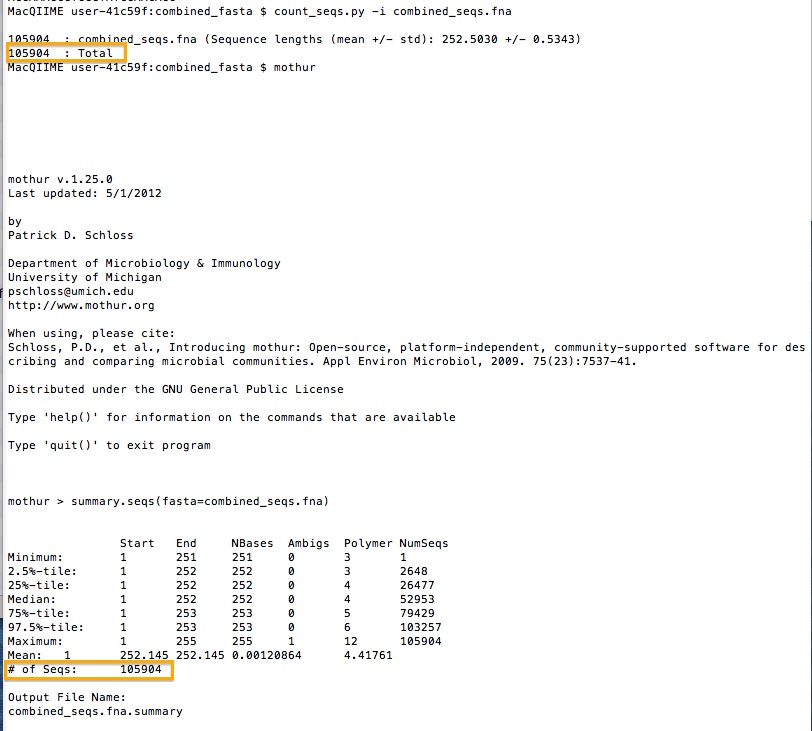 MacQIIME user-41c59f:combined_fasta $ count_seqs.py -i combined_seqs.fna
105904  : combined_seqs.fna (Sequence lengths (mean +/- std): 252.5030 +/- 0.5343)
105904  : Total
MacQIIME user-41c59f:combined_fasta $ mothur
mothur v.1.25.0
Last updated: 5/1/2012
by
Patrick D. Schloss
Department of Microbiology & Immunology
University of Michigan
pschloss@umich.edu
http://www.mothur.org
When using, please cite:
Schloss, P.D., et al., Introducing mothur: Open-source, platform-independent, community-supported software for des
cribing and comparing microbial communities. Appl Environ Microbiol, 2009. 75(23):7537-41.
Distributed under the GNU General Public License
Type 'help()' for information on the commands that are available
Type 'quit()' to exit program
mothur > summary.seqs(fasta=combined_seqs.fna)
Start End NBases Ambigs Polymer NumSeqs
Minimum: 1 251 251 0 3 1
2.5%-tile: 1 252 252 0 3 2648
25%-tile: 1 252 252 0 4 26477
Median: 1 252 252 0 4 52953
75%-tile: 1 253 253 0 5 79429
97.5%-tile: 1 253 253 0 6 103257
Maximum: 1 255 255 1 12 105904
Mean: 1 252.145 252.145 0.00120864 4.41761
# of Seqs: 105904
Output File Name:
combined_seqs.fna.summary